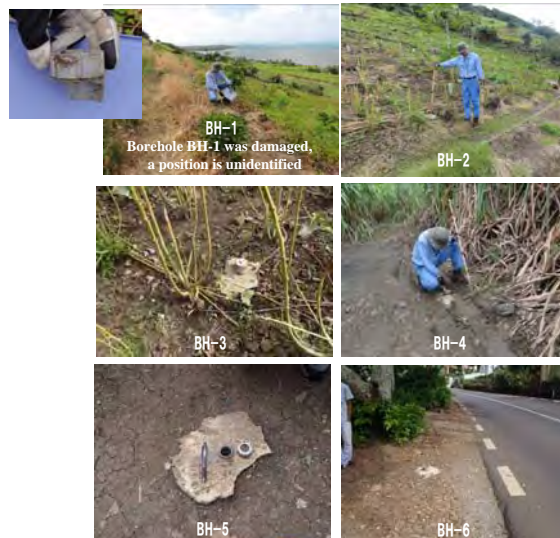 BH-1
Borehole BH-1 was damaged,
a position is unidentified
BH-2
BH-3
BH-4
BH-5
BH-6